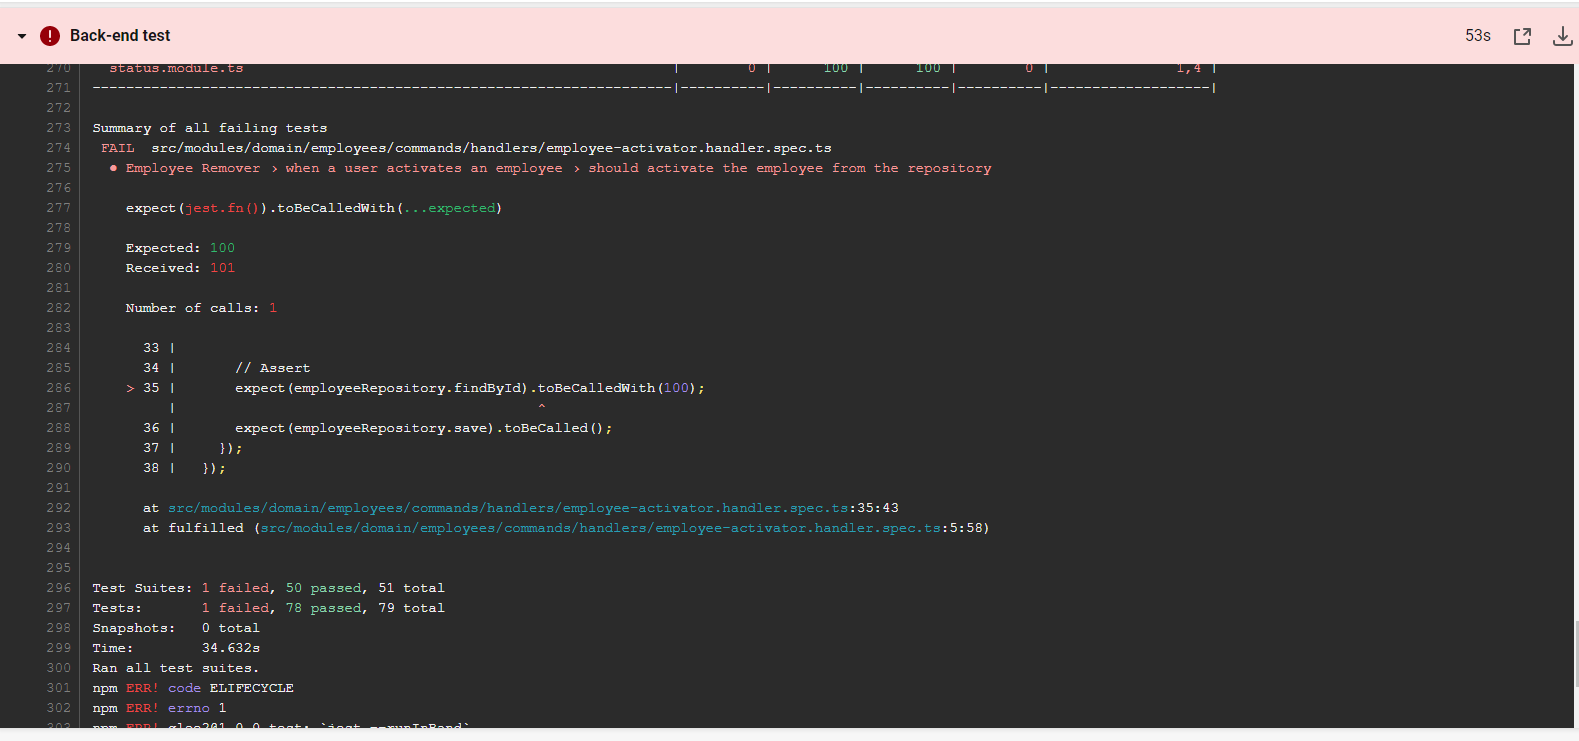 Back-end test 53s
270 status.module.ts | 0 | 100 | 100 | 0 | 1,4 |
271 ---------------------------------------------------------------------|----------|----------|----------|----------|-------------------|
272
273 Summary of all failing tests
274 FAIL src/modules/domain/employees/commands/handlers/employee-activator.handler.spec.ts
275 ● Employee Remover › when a user activates an employee › should activate the employee from the repository
276
277 expect(jest.fn()).toBeCalledWith(...expected)
278
279 Expected: 100
280 Received: 101
281
282 Number of calls: 1
283
284 33 |
285 34 | // Assert
286 > 35 | expect(employeeRepository.findById).toBeCalledWith(100);
287 | ^
288 36 | expect(employeeRepository.save).toBeCalled();
289 37 | });
290 38 | });
291
292 at src/modules/domain/employees/commands/handlers/employee-activator.handler.spec.ts:35:43
293 at fulfilled (src/modules/domain/employees/commands/handlers/employee-activator.handler.spec.ts:5:58)
294
295
296 Test Suites: 1 failed, 50 passed, 51 total
297 Tests: 1 failed, 78 passed, 79 total
298 Snapshots: 0 total
299 Time: 34.632s
300 Ran all test suites.
301 npm ERR! code ELIFECYCLE
302 npm ERR! errno 1
303 npm ERR! test: `jest --runInBand`